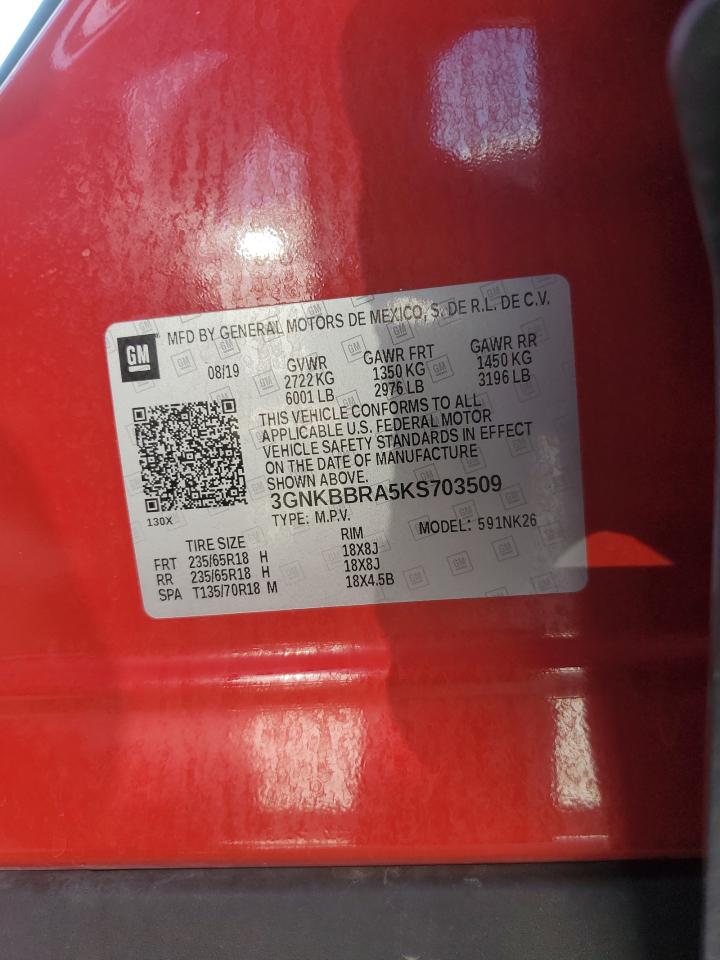 MFD BY GENERAL MOTORS DE MEXICO, S. DE R.L. DE C.V.
GM
08/19 GVWR GAWR FRT GAWR RR
2722 KG 1350 KG 1450 KG
6001 LB 2976 LB 3196 LB
THIS VEHICLE CONFORMS TO ALL
APPLICABLE U.S. FEDERAL MOTOR
VEHICLE SAFETY STANDARDS IN EFFECT
ON THE DATE OF MANUFACTURE
SHOWN ABOVE.
3GNKBBRA5KS703509
130X
TYPE: M.P.V. MODEL: 591NK26
TIRE SIZE RIM
FRT 235/65R18 H 18X8J
RR 235/65R18 H 18X8J
SPA T135/70R18 M 18X4.5B